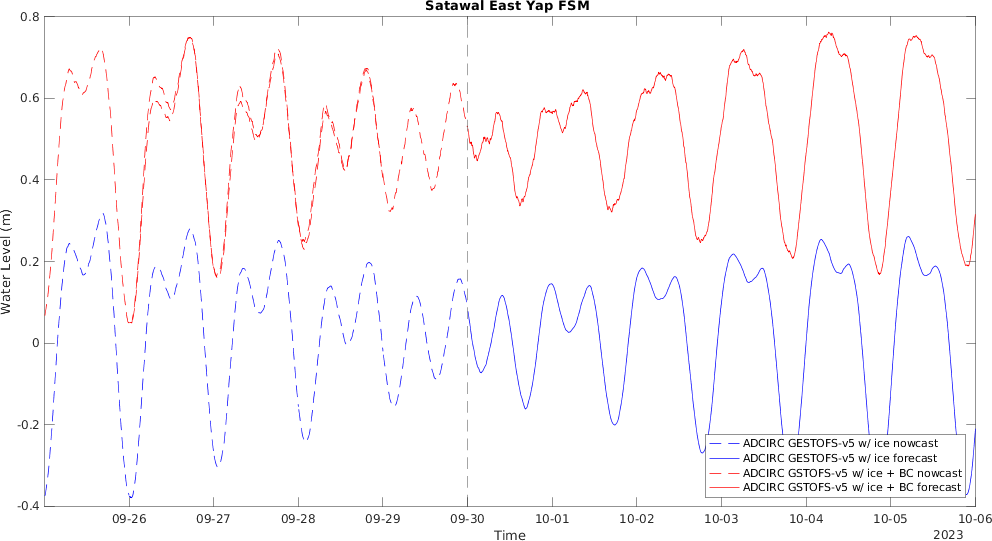 Satawal East Yap FSM
0.8
0.6
0.4
0.2
0
-0.2
-0.4
Water Level (m)
ADCIRC GESTOFS-v5 w/ ice nowcast
ADCIRC GESTOFS-v5 w/ ice forecast
ADCIRC GSTOFS-v5 w/ ice + BC nowcast
ADCIRC GSTOFS-v5 w/ ice + BC forecast
09-26 09-27 09-28 09-29 09-30 10-01 10-02 10-03 10-04 10-05 10-06
Time
2023